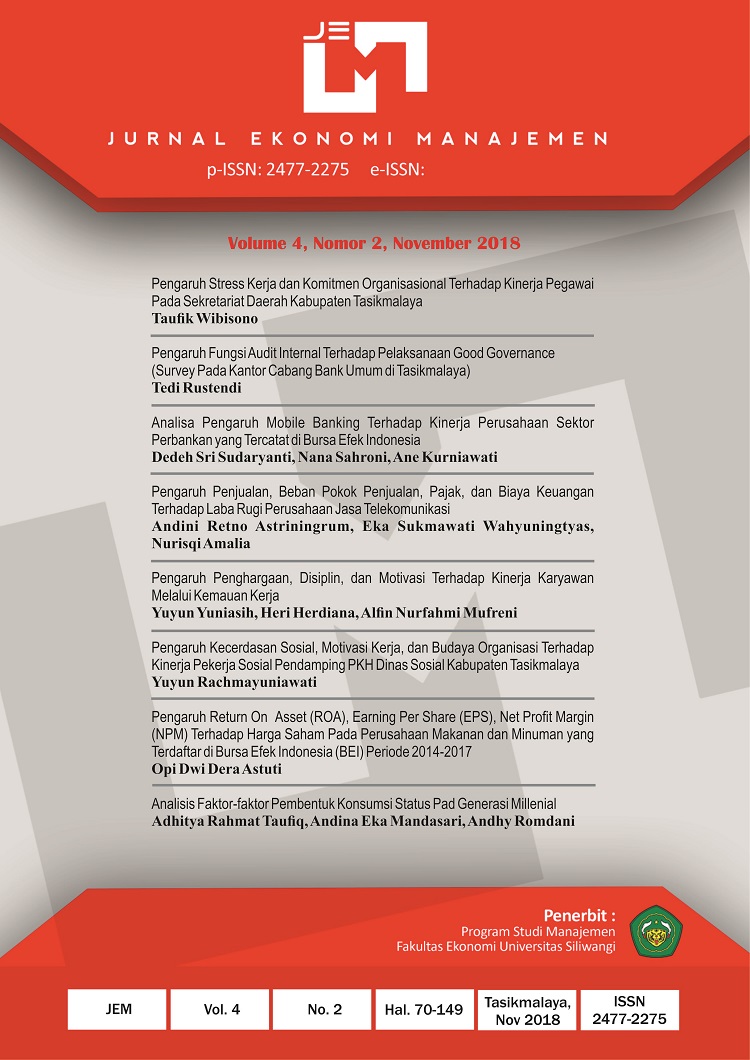 JEM
JURNAL EKONOMI MANAJEMEN
p-ISSN: 2477-2275 e-ISSN:
Volume 4, Nomor 2, November 2018
Pengaruh Stress Kerja dan Komitmen Organisasional Terhadap Kinerja Pegawai
Pada Sekretariat Daerah Kabupaten Tasikmalaya
Taufik Wibisono
Pengaruh Fungsi Audit Internal Terhadap Pelaksanaan Good Governance
(Survey Pada Kantor Cabang Bank Umum di Tasikmalaya)
Tedi Rustendi
Analisa Pengaruh Mobile Banking Terhadap Kinerja Perusahaan Sektor
Perbankan yang Tercatat di Bursa Efek Indonesia
Dedeh Sri Sudaryanti, Nana Sahroni, Ane Kurniawati
Pengaruh Penjualan, Beban Pokok Penjualan, Pajak, dan Biaya Keuangan
Terhadap Laba Rugi Perusahaan Jasa Telekomunikasi
Andini Retno Astriningrum, Eka Sukmawati Wahyuningtyas,
Nurisqi Amalia
Pengaruh Penghargaan, Disiplin, dan Motivasi Terhadap Kinerja Karyawan
Melalui Kemauan Kerja
Yuyun Yuniasih, Heri Herdiana, Alfin Nurfahmi Mufreni
Pengaruh Kecerdasan Sosial, Motivasi Kerja, dan Budaya Organisasi Terhadap
Kinerja Pekerja Sosial Pendamping PKH Dinas Sosial Kabupaten Tasikmalaya
Yuyun Rachmayuniawati
Pengaruh Return On Asset (ROA), Earning Per Share (EPS), Net Profit Margin
(NPM) Terhadap Harga Saham Pada Perusahaan Makanan dan Minuman yang
Terdaftar di Bursa Efek Indonesia (BEI) Periode 2014-2017
Opi Dwi Dera Astuti
Analisis Faktor-faktor Pembentuk Konsumsi Status Pad Generasi Millenial
Adhitya Rahmat Taufiq, Andina Eka Mandasari, Andhy Romdani
Penerbit :
Program Studi Manajemen
Fakultas Ekonomi Universitas Siliwangi
JEM
Vol. 4
No. 2
Hal. 70-149
Tasikmalaya,
Nov 2018
ISSN
2477-2275